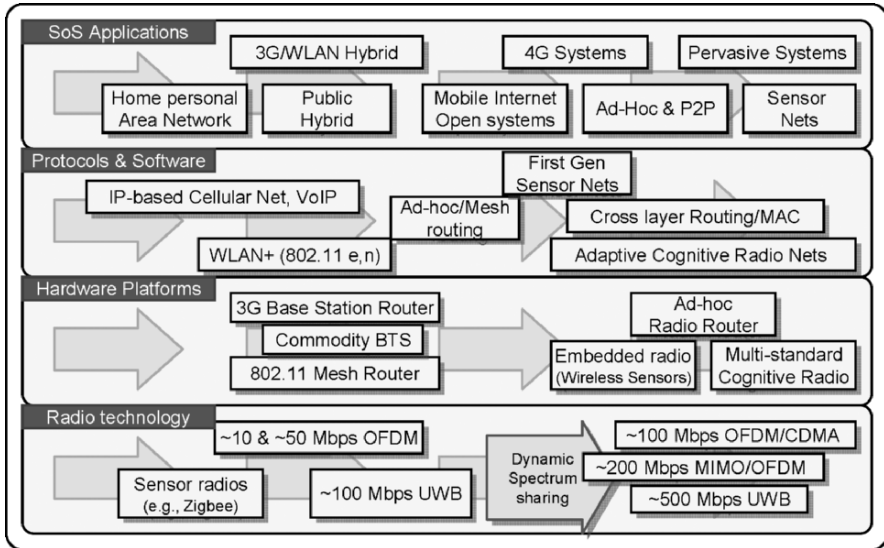 SoS Applications
3G/WLAN Hybrid
4G Systems
Pervasive Systems
Home personal
Area Network
Public
Hybrid
Mobile Internet
Open systems
Ad-Hoc & P2P
Sensor
Nets
Protocols & Software
First Gen
Sensor Nets
IP-based Cellular Net, VoIP
Ad-hoc/Mesh
routing
Cross layer Routing/MAC
WLAN+ (802.11 e,n)
Adaptive Cognitive Radio Nets
Hardware Platforms
3G Base Station Router
Ad-hoc
Radio Router
Commodity BTS
802.11 Mesh Router
Embedded radio
(Wireless Sensors)
Multi-standard
Cognitive Radio
Radio technology
~10 & ~50 Mbps OFDM
~100 Mbps OFDM/CDMA
Dynamic
Spectrum
sharing
~200 Mbps MIMO/OFDM
Sensor radios
(e.g., Zigbee)
~100 Mbps UWB
~500 Mbps UWB